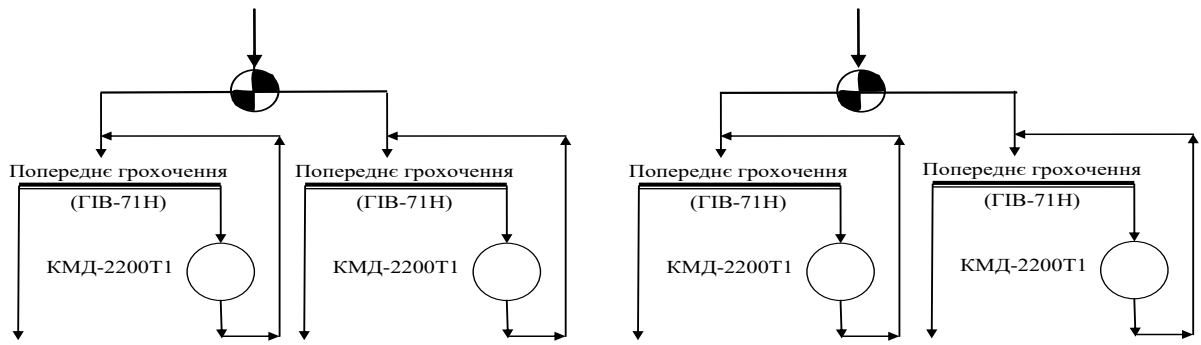 Попереднє грохочення
(ГІВ-71Н)
КМД-2200Т1
Попереднє грохочення
(ГІВ-71Н)
КМД-2200Т1
Попереднє грохочення
(ГІВ-71Н)
КМД-2200Т1
Попереднє грохочення
(ГІВ-71Н)
КМД-2200Т1